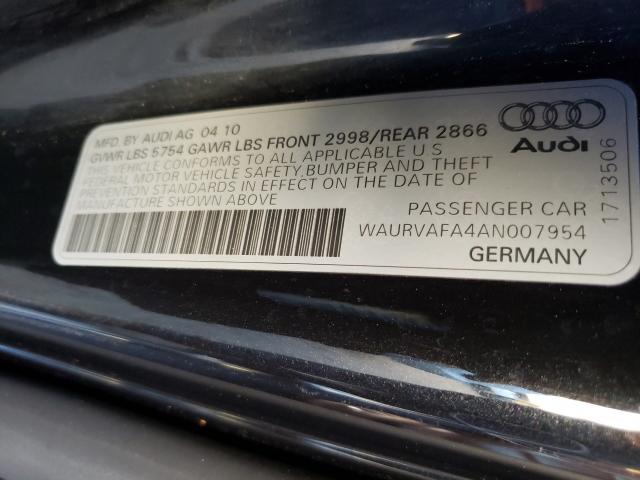 MFD. BY AUDI AG 04 10
GVWR LBS 5754 GAWR LBS FRONT 2998/REAR 2866
THIS VEHICLE CONFORMS TO ALL APPLICABLE U S
FEDERAL MOTOR VEHICLE SAFETY,BUMPER AND THEFT
PREVENTION STANDARDS IN EFFECT ON THE DATE OF
MANUFACTURE SHOWN ABOVE
Audi
1713506
PASSENGER CAR
WAURVAFA4AN007954
GERMANY